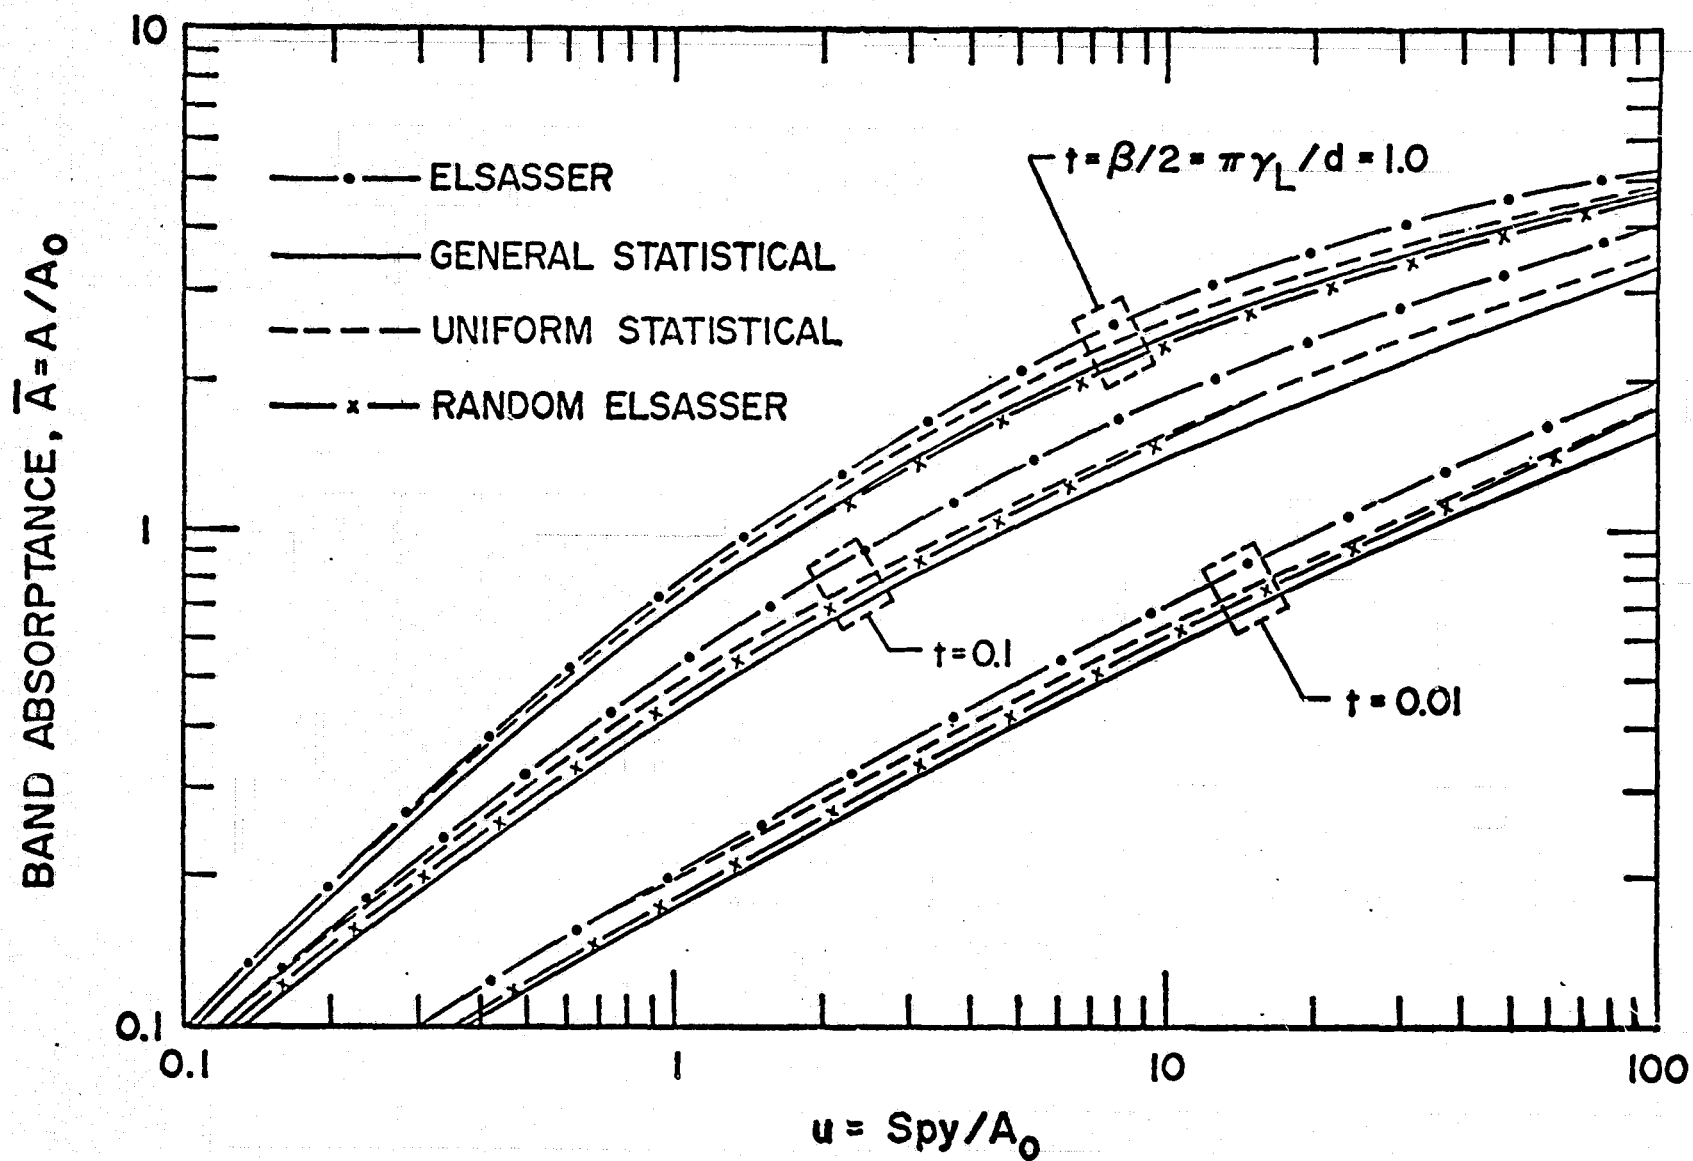 10
1
0.1
BAND ABSORPTANCE, A̅ = A/A₀
ELSASSER
GENERAL STATISTICAL
UNIFORM STATISTICAL
RANDOM ELSASSER
t = β/2 = πγ_L/d = 1.0
t = 0.1
t = 0.01
0.1 1 10 100
u = Spy/A₀